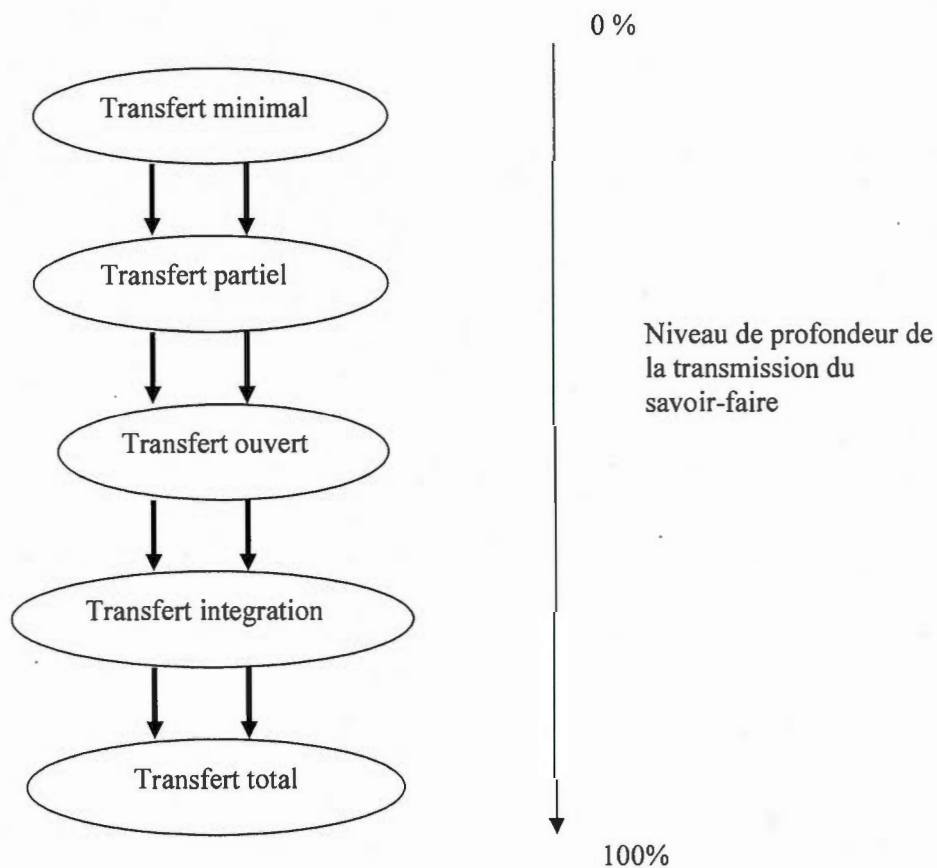 0 %
Transfert minimal
Transfert partiel
Niveau de profondeur de
la transmission du
savoir-faire
Transfert ouvert
Transfert integration
Transfert total
100%